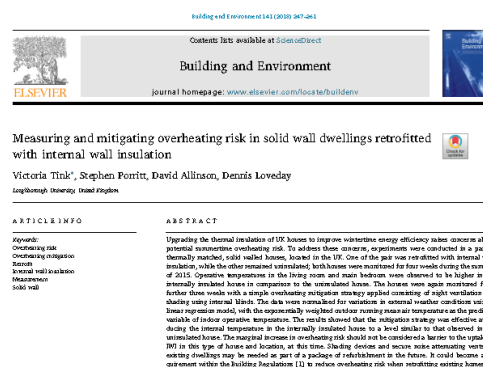 Building and Environment 141 (2018) 247–261
Contents lists available at ScienceDirect
Building and Environment
ELSEVIER
journal homepage: www.elsevier.com/locate/buildenv
Measuring and mitigating overheating risk in solid wall dwellings retrofitted
with internal wall insulation
Check for
updates
Victoria Tink*, Stephen Porritt, David Allinson, Dennis Loveday
Loughborough University, United Kingdom
ARTICLE INFO
Keywords:
Overheating risk
Overheating mitigation
Retrofit
Internal wall insulation
Measurement
Solid wall
ABSTRACT
Upgrading the thermal insulation of UK houses to improve wintertime energy efficiency raises concerns
potential summertime overheating risk. To address these concerns, experiments were conducted in a
thermally matched, solid walled houses, located in the UK. One of the pair was retrofitted with internal
insulation, while the other remained uninsulated; both houses were monitored for four weeks during the
of 2015. Operative temperatures in the living room and main bedroom were observed to be higher in
internally insulated house in comparison to the uninsulated house. The houses were again monitored
further three weeks with a simple overheating mitigation strategy applied consisting of night ventilation
shading using internal blinds. The data were normalised for variations in external weather conditions
linear regression model, with the exponentially weighted outdoor running mean air temperature as the
variable of indoor operative temperature. The results showed that the mitigation strategy was effective
ducing the internal temperature in the internally insulated house to a level similar to that observed in
uninsulated house. The marginal increase in overheating risk should not be considered a barrier to the
IWI in this type of house and location, at this time. Shading devices and secure noise attenuating
existing dwellings may be needed as part of a package of refurbishment in the future. It could become a
quirement within the Building Regulations [1] to reduce overheating risk when retrofitting existing